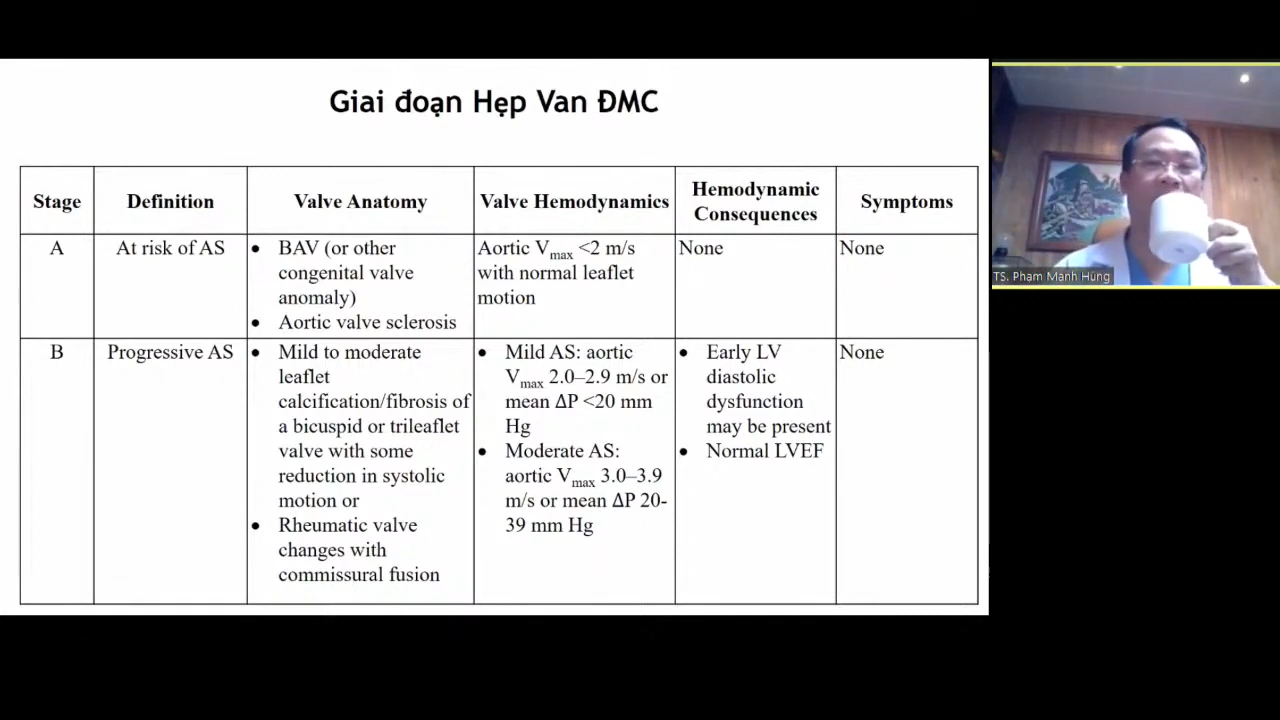 Giai đoạn Hẹp Van ĐMC
Stage
Definition
Valve Anatomy
Valve Hemodynamics
Hemodynamic
Consequences
Symptoms
A
At risk of AS
• BAV (or other
congenital valve
anomaly)
• Aortic valve sclerosis
Aortic Vmax <2 m/s
with normal leaflet
motion
None
None
B
Progressive AS
• Mild to moderate
leaflet
calcification/fibrosis of
a bicuspid or trileaflet
valve with some
reduction in systolic
motion or
• Rheumatic valve
changes with
commissural fusion
• Mild AS: aortic
Vmax 2.0–2.9 m/s or
mean ΔP <20 mm
Hg
• Moderate AS:
aortic Vmax 3.0–3.9
m/s or mean ΔP 20-
39 mm Hg
• Early LV
diastolic
dysfunction
may be present
• Normal LVEF
None
TS. Phạm Mạnh Hùng